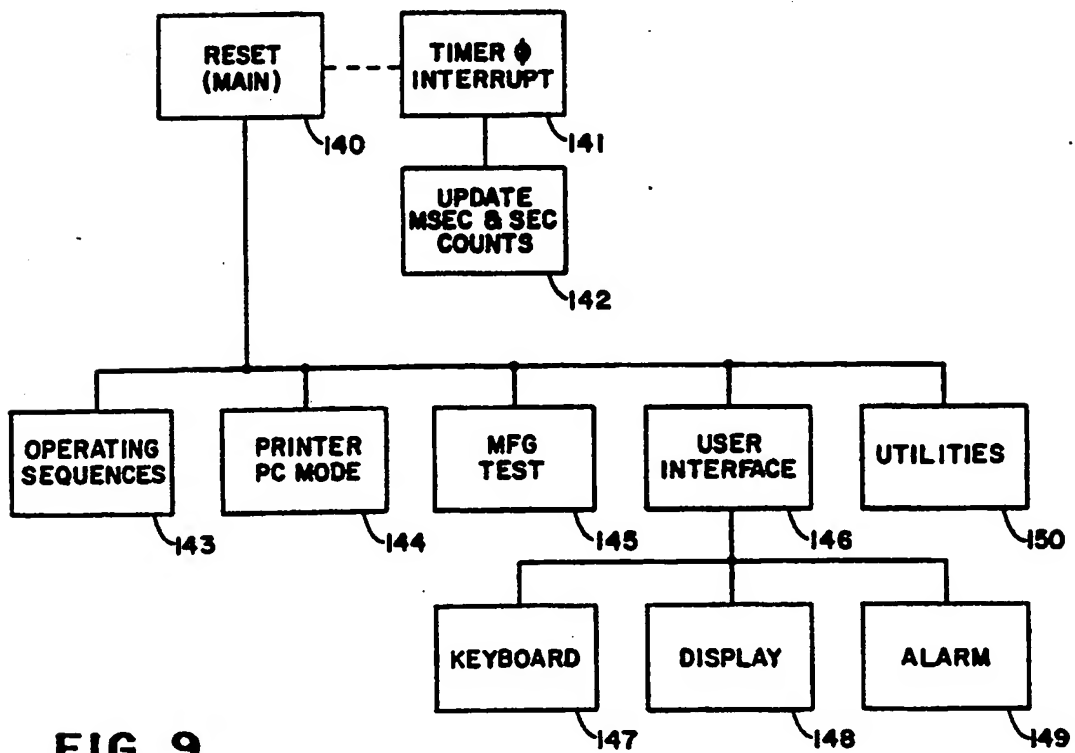 RESET
(MAIN)
140
TIMER ϕ
INTERRUPT
141
UPDATE
MSEC & SEC
COUNTS
142
OPERATING
SEQUENCES
143
PRINTER
PC MODE
144
MFG
TEST
145
USER
INTERFACE
146
UTILITIES
150
KEYBOARD
147
DISPLAY
148
ALARM
149
FIG. 9